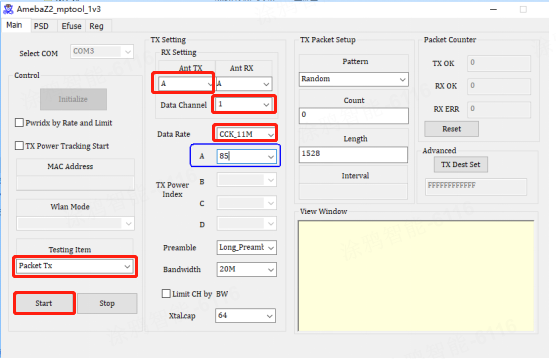 AmebaZ2_mptool_1v3
Main PSD Efuse Reg
Select COM COM3
Control
Initialize
Pwridx by Rate and Limit
TX Power Tracking Start
MAC Address
Wlan Mode
Testing Item
Packet Tx
Start Stop
TX Setting
RX Setting
Ant TX Ant RX
A A
Data Channel 1
Data Rate CCK_11M
A 85
TX Power
Index
B
C
D
Preamble Long_Preamb
Bandwidth 20M
Limit CH by BW
Xtal.cap 64
TX Packet Setup
Pattern
Random
Count
0
Length
1528
Interval
Packet Counter
TX OK 0
RX OK 0
RX ERR 0
Reset
Advanced
TX Dest Set
FFFFFFFFFFFF
View Window